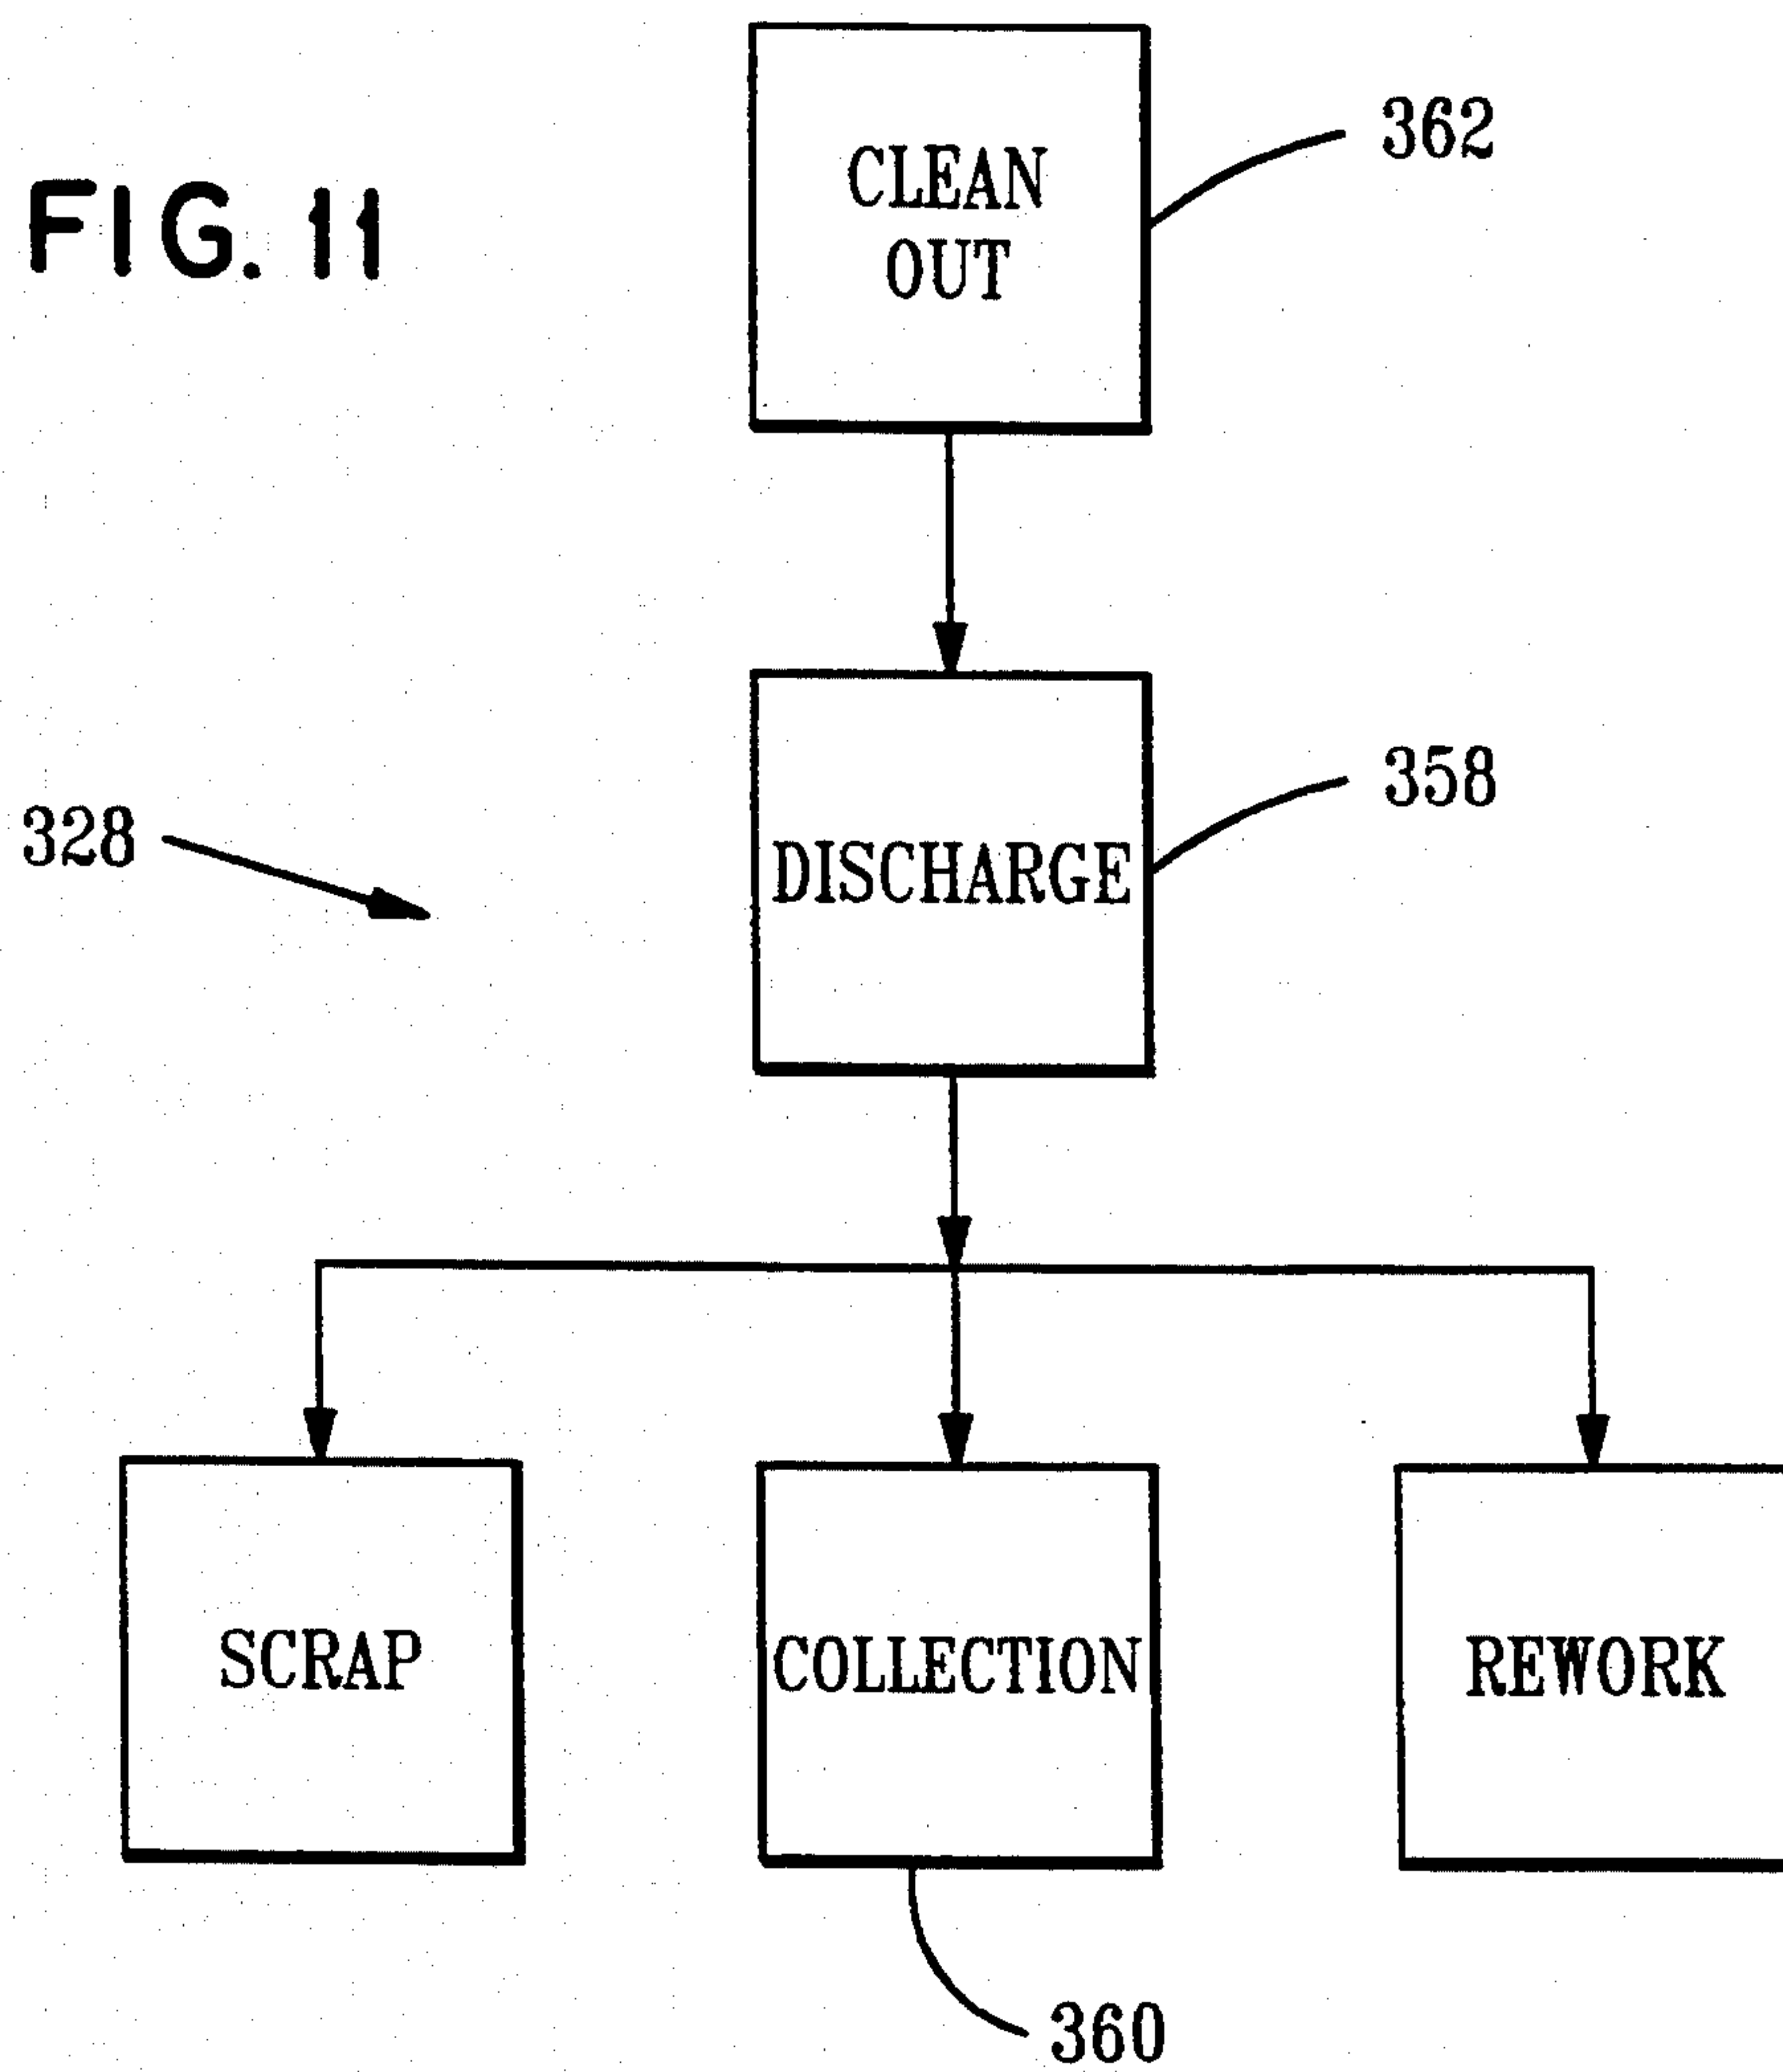 FIG. 11
CLEAN
OUT
362
328
DISCHARGE
358
SCRAP
COLLECTION
REWORK
360